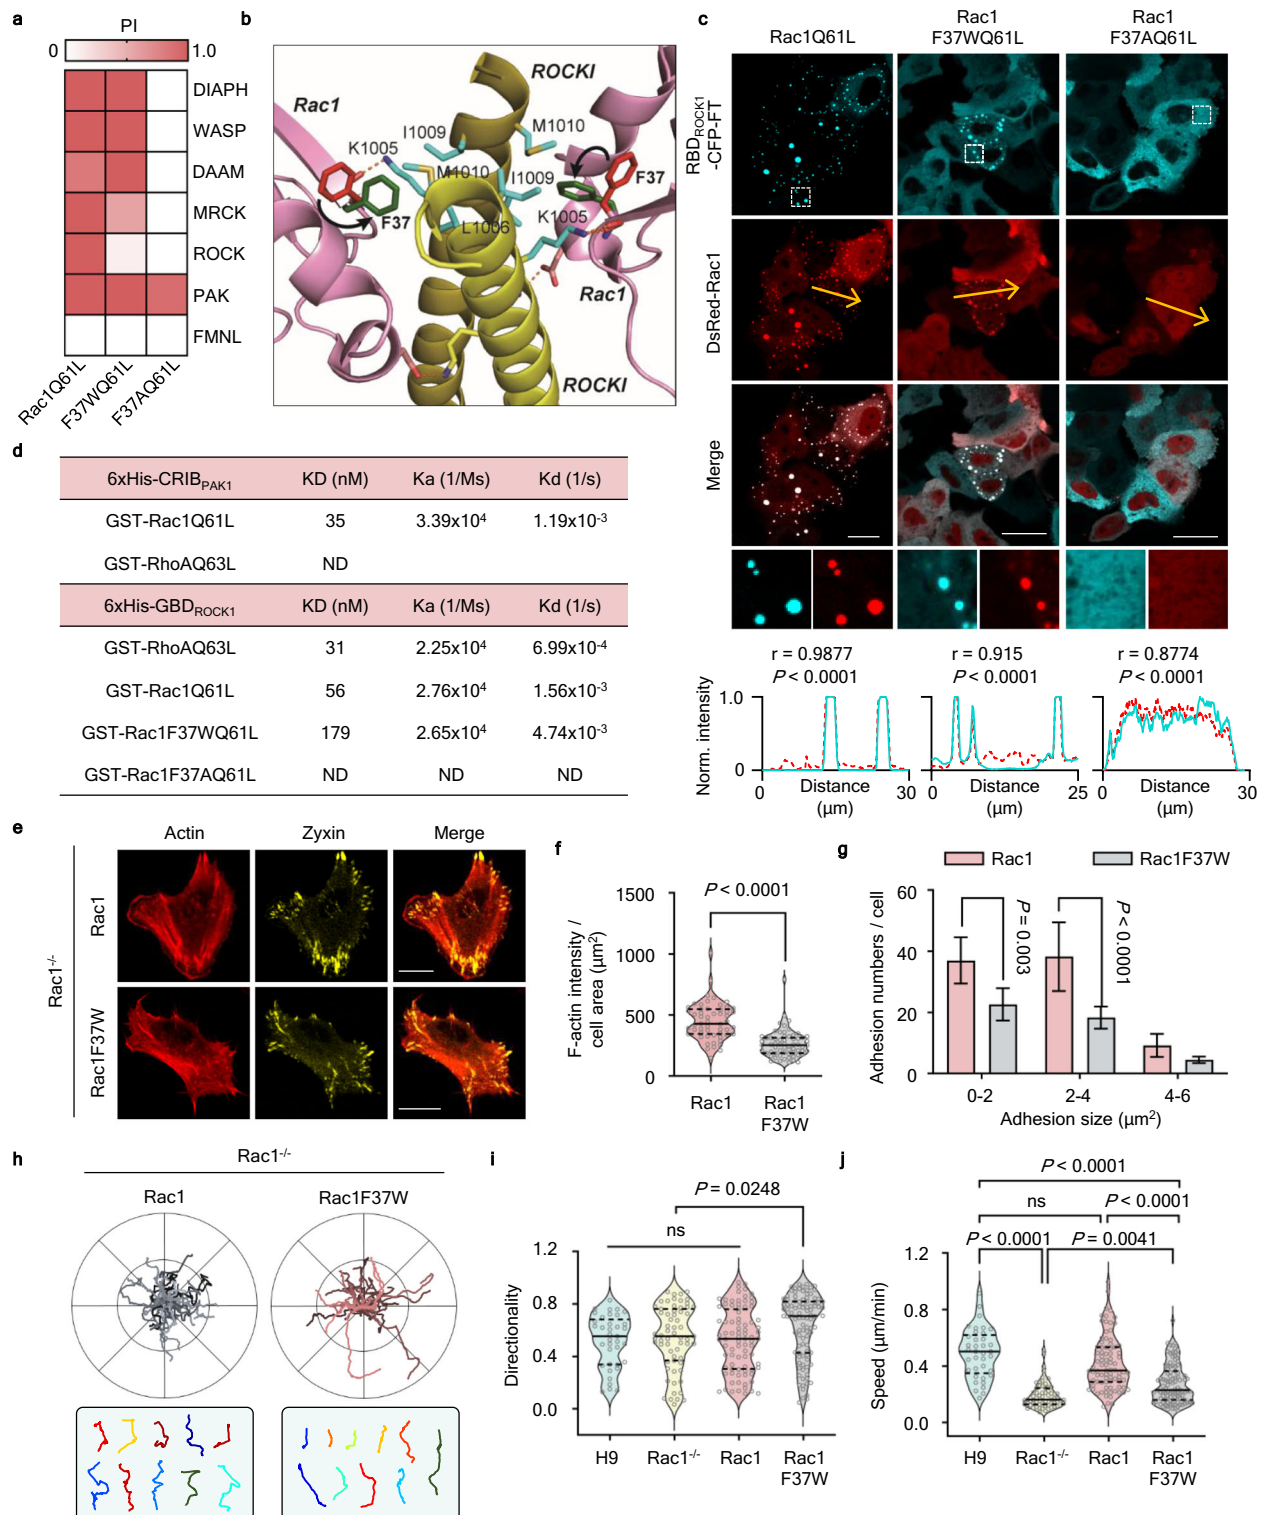 a
PI
0
1.0
DIAPH
WASP
DAAM
MRCK
ROCK
PAK
FMNL
Rac1Q61L
F37WQ61L
F37AQ61L
b
ROCKI
Rac1
I1009
M1010
K1005
M1010
I1009
F37
F37
K1005
L1006
Rac1
ROCKI
c
Rac1Q61L
Rac1
F37WQ61L
Rac1
F37AQ61L
RBD_ROCK1
-CFP-FT
DsRed-Rac1
Merge
r = 0.9877
P < 0.0001
r = 0.915
P < 0.0001
r = 0.8774
P < 0.0001
Norm. intensity
1.0
0
0 Distance 30
(µm)
0 Distance 25
(µm)
0 Distance 30
(µm)
d
6xHis-CRIB_PAK1 KD (nM) Ka (1/Ms) Kd (1/s)
GST-Rac1Q61L 35 3.39x10⁴ 1.19x10⁻³
GST-RhoAQ63L ND
6xHis-GBD_ROCK1 KD (nM) Ka (1/Ms) Kd (1/s)
GST-RhoAQ63L 31 2.25x10⁴ 6.99x10⁻⁴
GST-Rac1Q61L 56 2.76x10⁴ 1.56x10⁻³
GST-Rac1F37WQ61L 179 2.65x10⁴ 4.74x10⁻³
GST-Rac1F37AQ61L ND ND ND
e
Actin Zyxin Merge
Rac1⁻/⁻
Rac1
Rac1F37W
f
P < 0.0001
F-actin intensity /
cell area (µm²)
1500
1000
500
0
Rac1
Rac1
F37W
g
Rac1 Rac1F37W
Adhesion numbers / cell
60
40
20
0
P = 0.003
P < 0.0001
0-2 2-4 4-6
Adhesion size (µm²)
h
Rac1⁻/⁻
Rac1 Rac1F37W
i
P = 0.0248
ns
Directionality
1.2
0.8
0.4
0.0
H9 Rac1⁻/⁻ Rac1 Rac1
F37W
j
P < 0.0001
ns P < 0.0001
P < 0.0001 P = 0.0041
Speed (µm/min)
1.2
0.8
0.4
0.0
H9 Rac1⁻/⁻ Rac1 Rac1
F37W